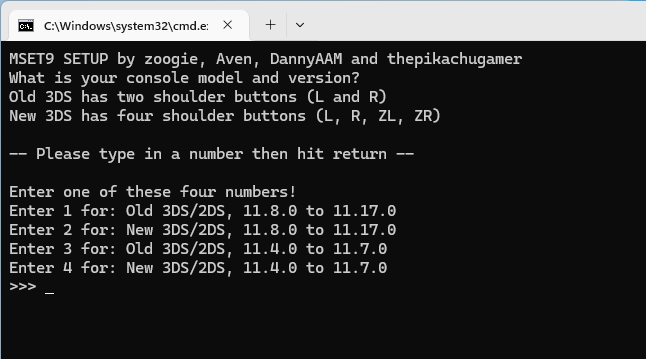 C:\Windows\system32\cmd.e
MSET9 SETUP by zoogie, Aven, DannyAAM and thepikachugamer
What is your console model and version?
Old 3DS has two shoulder buttons (L and R)
New 3DS has four shoulder buttons (L, R, ZL, ZR)
-- Please type in a number then hit return --
Enter one of these four numbers!
Enter 1 for: Old 3DS/2DS, 11.8.0 to 11.17.0
Enter 2 for: New 3DS/2DS, 11.8.0 to 11.17.0
Enter 3 for: Old 3DS/2DS, 11.4.0 to 11.7.0
Enter 4 for: New 3DS/2DS, 11.4.0 to 11.7.0
>>> _